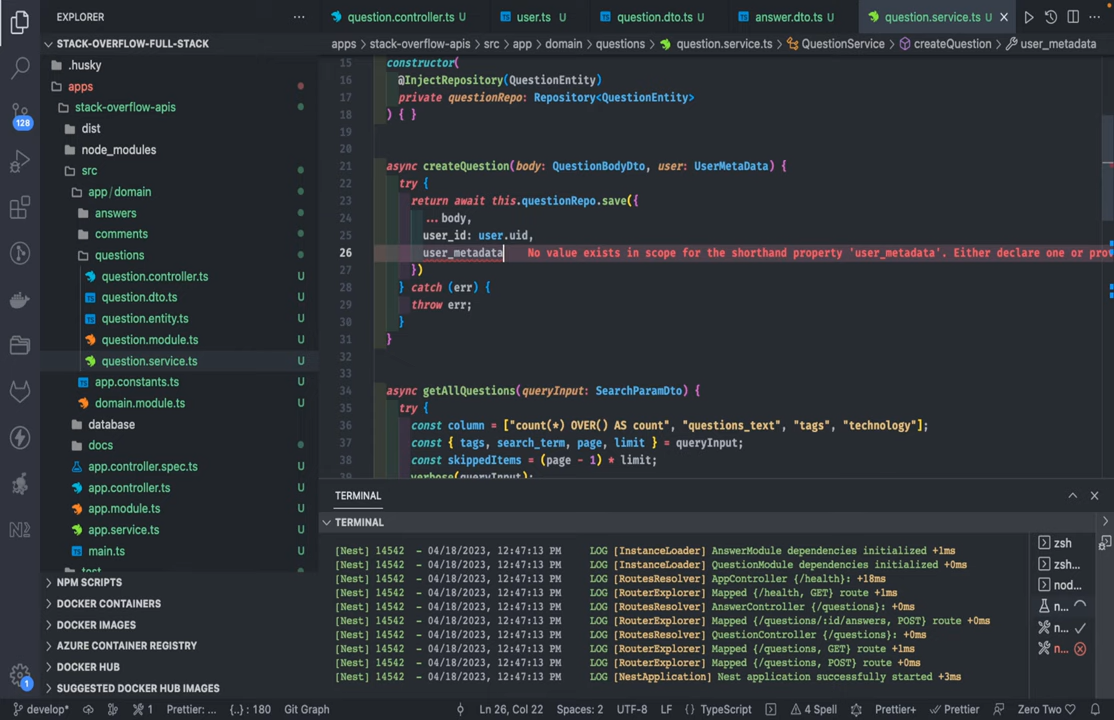 EXPLORER
question.controller.ts U
user.ts U
question.dto.ts U
answer.dto.ts U
question.service.ts U
STACK-OVERFLOW-FULL-STACK
apps > stack-overflow-apis > src > app > domain > questions > question.service.ts > QuestionService > createQuestion > user_metadata
.husky
apps
stack-overflow-apis
dist
node_modules
src
app / domain
answers
comments
questions
question.controller.ts U
question.dto.ts U
question.entity.ts U
question.module.ts U
question.service.ts U
app.constants.ts U
domain.module.ts U
database
docs
app.controller.spec.ts U
app.controller.ts U
app.module.ts U
app.service.ts U
main.ts U
test
NPM SCRIPTS
DOCKER CONTAINERS
DOCKER IMAGES
AZURE CONTAINER REGISTRY
DOCKER HUB
SUGGESTED DOCKER HUB IMAGES
128
1
15 constructor(
16 @InjectRepository(QuestionEntity)
17 private questionRepo: Repository<QuestionEntity>
18 ) { }
19
20
21 async createQuestion(body: QuestionBodyDto, user: UserMetaData) {
22 try {
23 return await this.questionRepo.save({
24 ...body,
25 user_id: user.uid,
26 user_metadata No value exists in scope for the shorthand property 'user_metadata'. Either declare one or pro
27 })
28 } catch (err) {
29 throw err;
30 }
31 }
32
33
34 async getAllQuestions(queryInput: SearchParamDto) {
35 try {
36 const column = ["count(*) OVER() AS count", "questions_text", "tags", "technology"];
37 const { tags, search_term, page, limit } = queryInput;
38 const skippedItems = (page - 1) * limit;
39 verbose(queryInput);
TERMINAL
TERMINAL
[Nest] 14542 - 04/18/2023, 12:47:13 PM LOG [InstanceLoader] AnswerModule dependencies initialized +1ms
[Nest] 14542 - 04/18/2023, 12:47:13 PM LOG [InstanceLoader] QuestionModule dependencies initialized +0ms
[Nest] 14542 - 04/18/2023, 12:47:13 PM LOG [RoutesResolver] AppController {/health}: +18ms
[Nest] 14542 - 04/18/2023, 12:47:13 PM LOG [RouterExplorer] Mapped {/health, GET} route +1ms
[Nest] 14542 - 04/18/2023, 12:47:13 PM LOG [RoutesResolver] AnswerController {/questions}: +0ms
[Nest] 14542 - 04/18/2023, 12:47:13 PM LOG [RouterExplorer] Mapped {/questions/:id/answers, POST} route +0ms
[Nest] 14542 - 04/18/2023, 12:47:13 PM LOG [RoutesResolver] QuestionController {/questions}: +0ms
[Nest] 14542 - 04/18/2023, 12:47:13 PM LOG [RouterExplorer] Mapped {/questions, GET} route +1ms
[Nest] 14542 - 04/18/2023, 12:47:13 PM LOG [RouterExplorer] Mapped {/questions, POST} route +0ms
[Nest] 14542 - 04/18/2023, 12:47:13 PM LOG [NestApplication] Nest application successfully started +3ms
zsh
zsh...
nod...
n...
n...
n...
develop* 1 Prettier: ... {..} : 180 Git Graph Ln 26, Col 22 Spaces: 2 UTF-8 LF {} TypeScript 4 Spell Prettier+ Zero Two Prettier